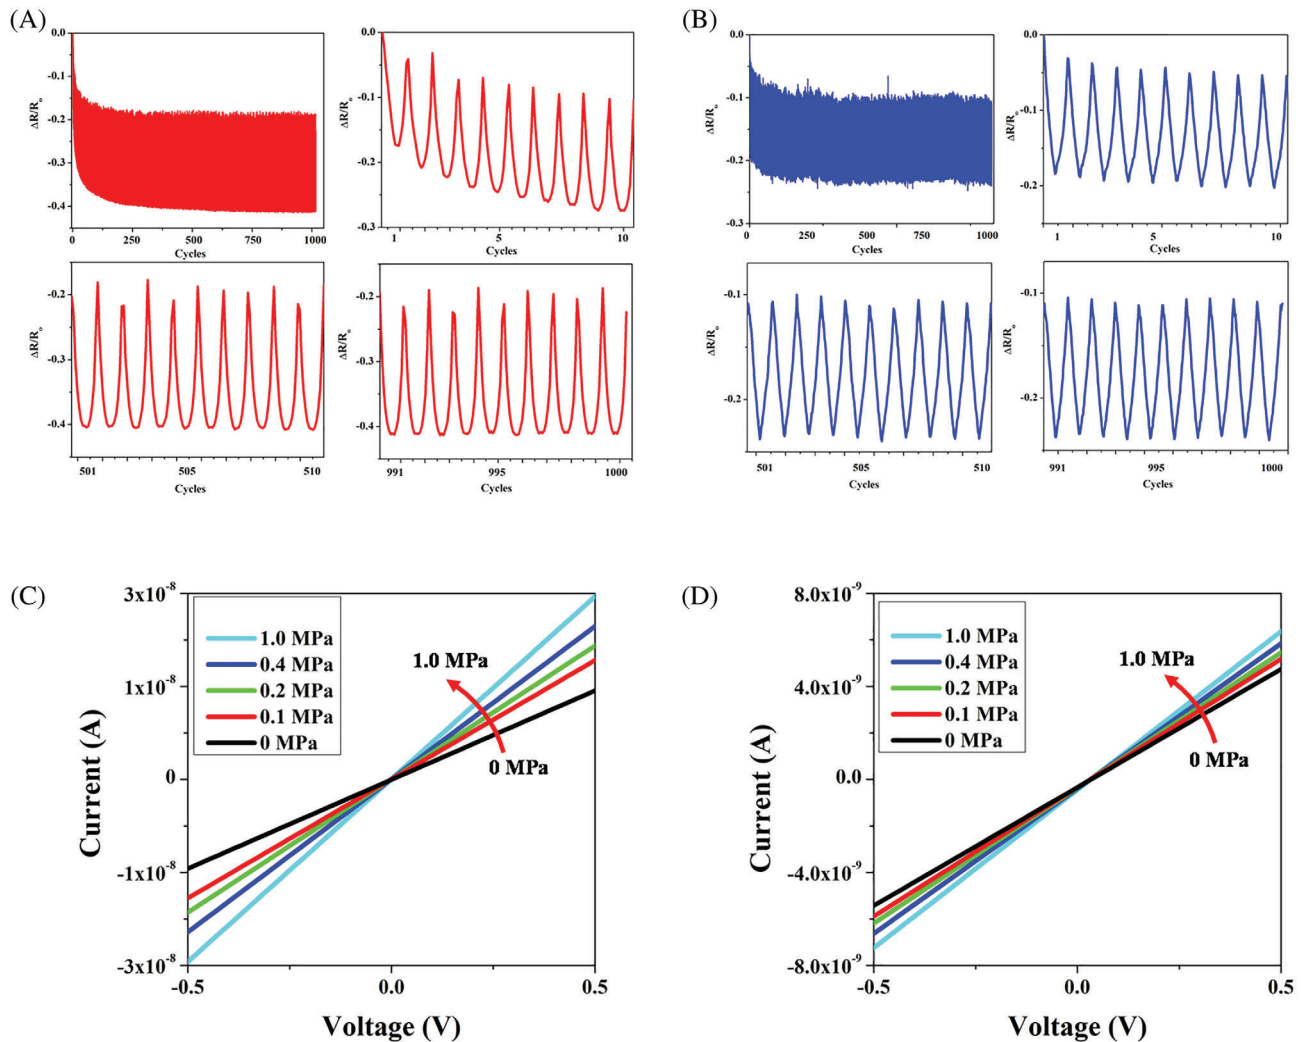 (A)
0.0
-0.1
-0.2
-0.3
-0.4
ΔR/R₀
0
250
500
750
1000
Cycles
0.0
-0.1
-0.2
-0.3
ΔR/R₀
1
5
10
Cycles
-0.2
-0.3
-0.4
ΔR/R₀
501
505
510
Cycles
-0.2
-0.3
-0.4
ΔR/R₀
991
995
1000
Cycles
(B)
0.0
-0.1
-0.2
-0.3
ΔR/R₀
0
250
500
750
1000
Cycles
0.0
-0.1
-0.2
ΔR/R₀
1
5
10
Cycles
-0.1
-0.2
ΔR/R₀
501
505
510
Cycles
-0.1
-0.2
ΔR/R₀
991
995
1000
Cycles
(C)
3x10⁻⁸
1x10⁻⁸
0
-1x10⁻⁸
-3x10⁻⁸
Current (A)
1.0 MPa
0.4 MPa
0.2 MPa
0.1 MPa
0 MPa
1.0 MPa
0 MPa
-0.5
0.0
0.5
Voltage (V)
(D)
8.0x10⁻⁹
4.0x10⁻⁹
0.0
-4.0x10⁻⁹
-8.0x10⁻⁹
Current (A)
1.0 MPa
0.4 MPa
0.2 MPa
0.1 MPa
0 MPa
1.0 MPa
0 MPa
-0.5
0.0
0.5
Voltage (V)